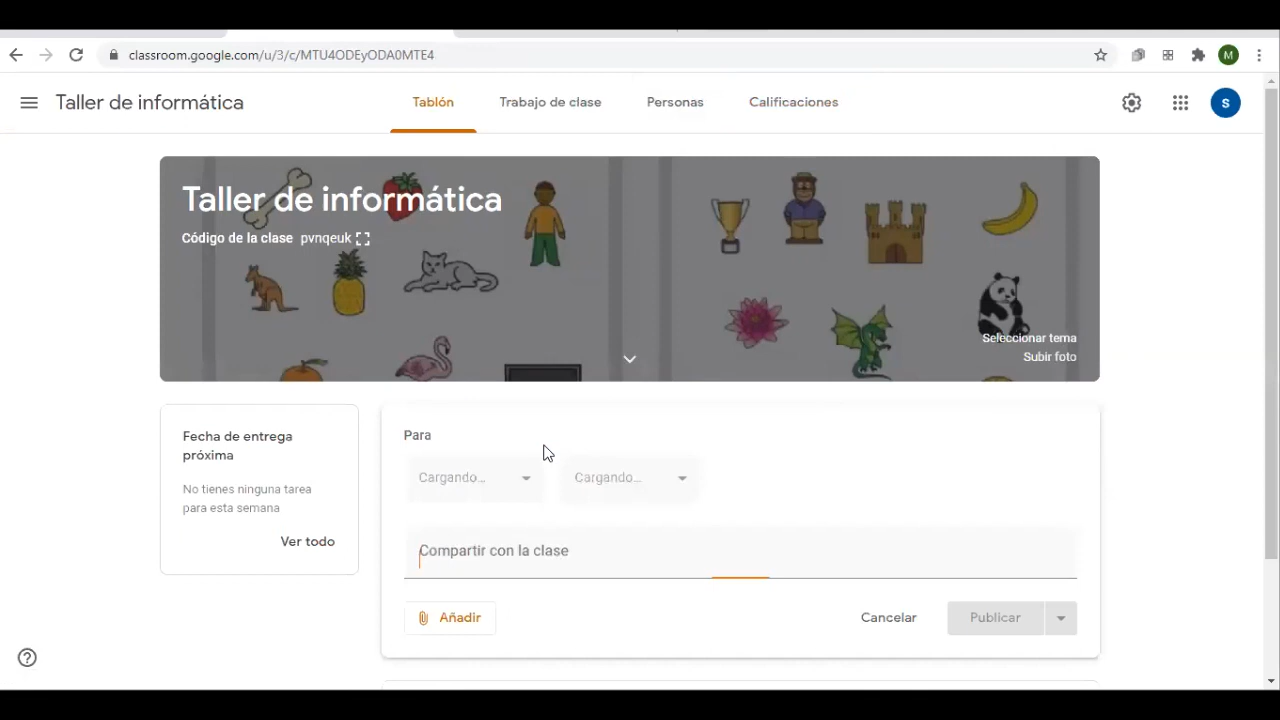 classroom.google.com/u/3/c/MTU4ODEyODA0MTE4
M
Taller de informática
Tablón
Trabajo de clase
Personas
Calificaciones
S
Taller de informática
Código de la clase pvnqeuk
Seleccionar tema
Subir foto
Fecha de entrega
próxima
No tienes ninguna tarea
para esta semana
Ver todo
Para
Cargando...
Cargando...
Compartir con la clase
Añadir
Cancelar
Publicar